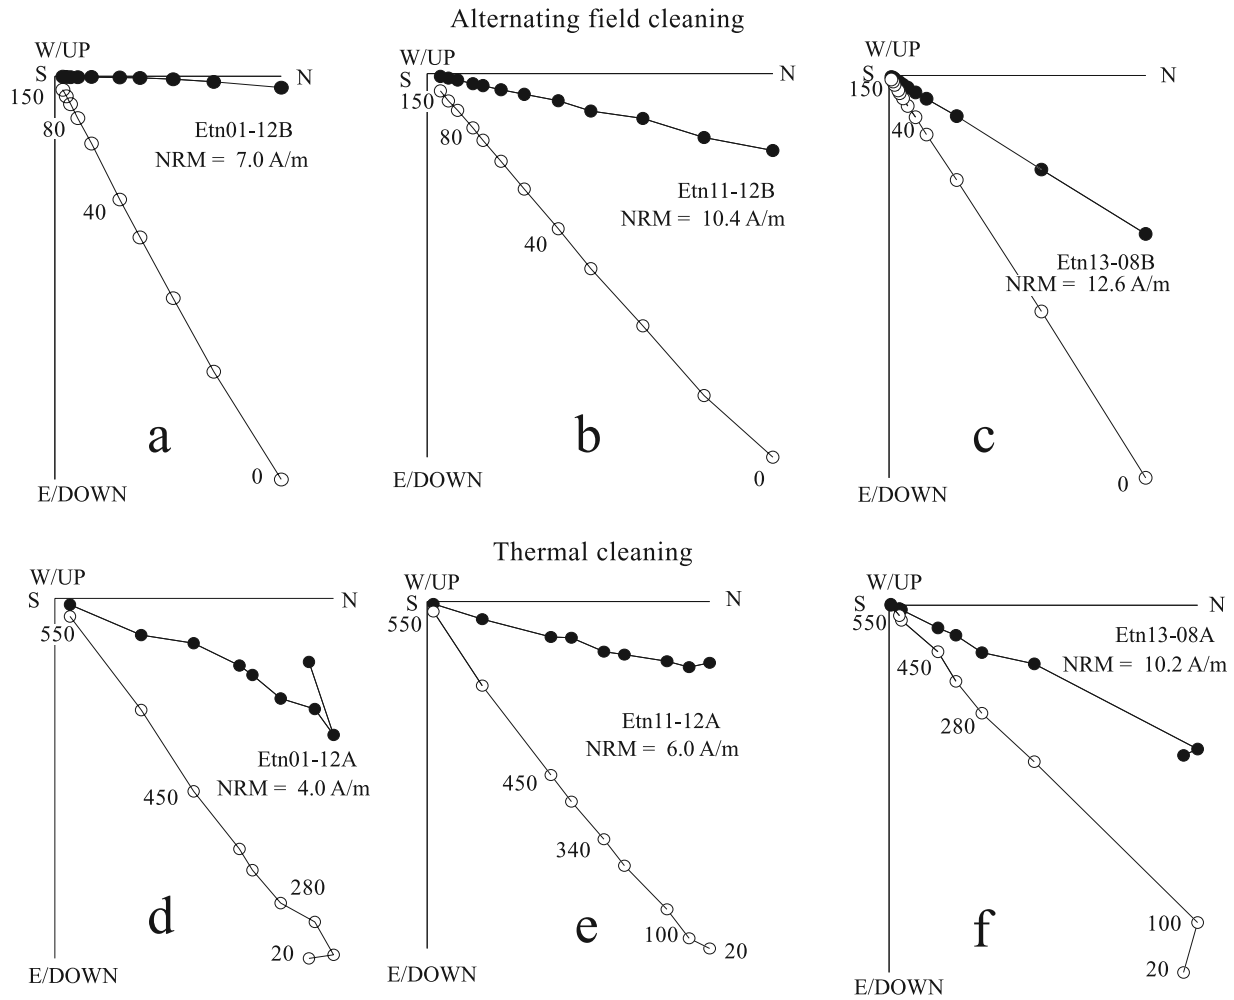 Alternating field cleaning
W/UP
S
N
150
80
Etn01-12B
NRM = 7.0 A/m
40
0
a
E/DOWN
W/UP
S
N
150
80
Etn11-12B
NRM = 10.4 A/m
40
0
b
E/DOWN
W/UP
S
N
150
40
Etn13-08B
NRM = 12.6 A/m
0
c
E/DOWN
Thermal cleaning
W/UP
S
N
550
Etn01-12A
NRM = 4.0 A/m
450
280
20
d
E/DOWN
W/UP
S
N
550
Etn11-12A
NRM = 6.0 A/m
450
340
100
20
e
E/DOWN
W/UP
S
N
550
Etn13-08A
NRM = 10.2 A/m
450
280
100
20
f
E/DOWN